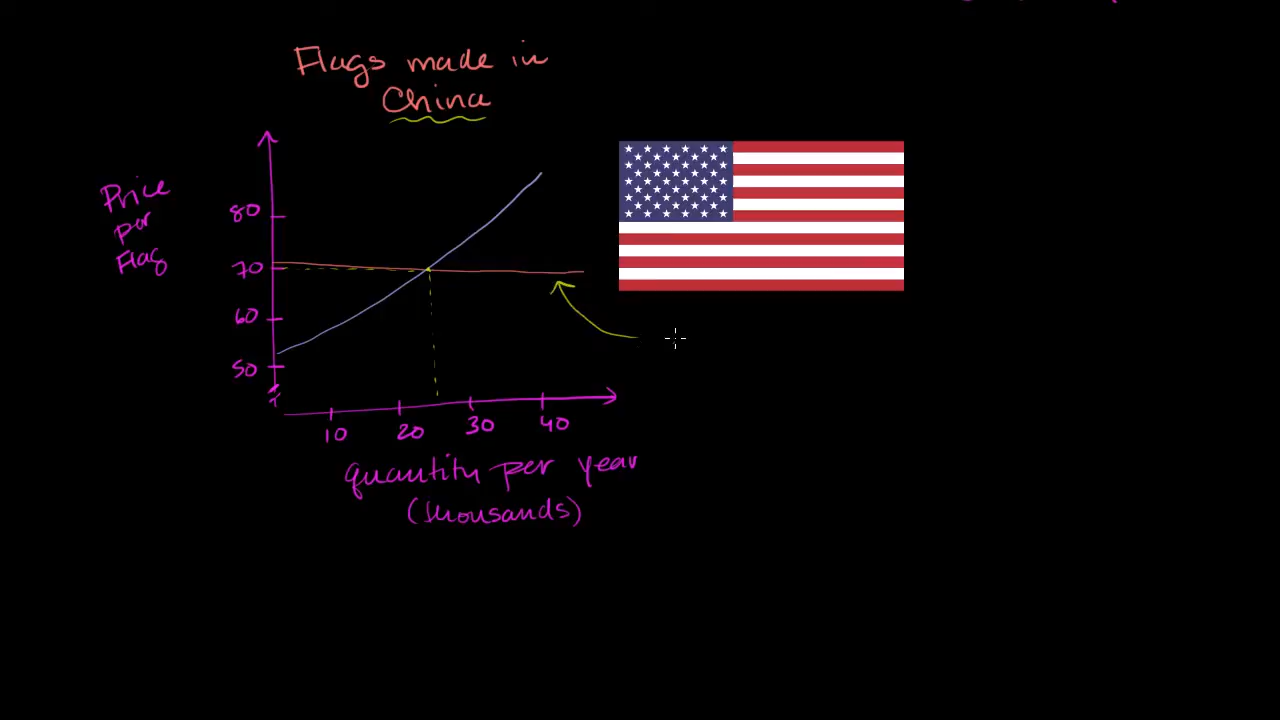 Flags made in
China
Price
per
Flag
80
70
60
50
10
20
30
40
quantity per year
(thousands)